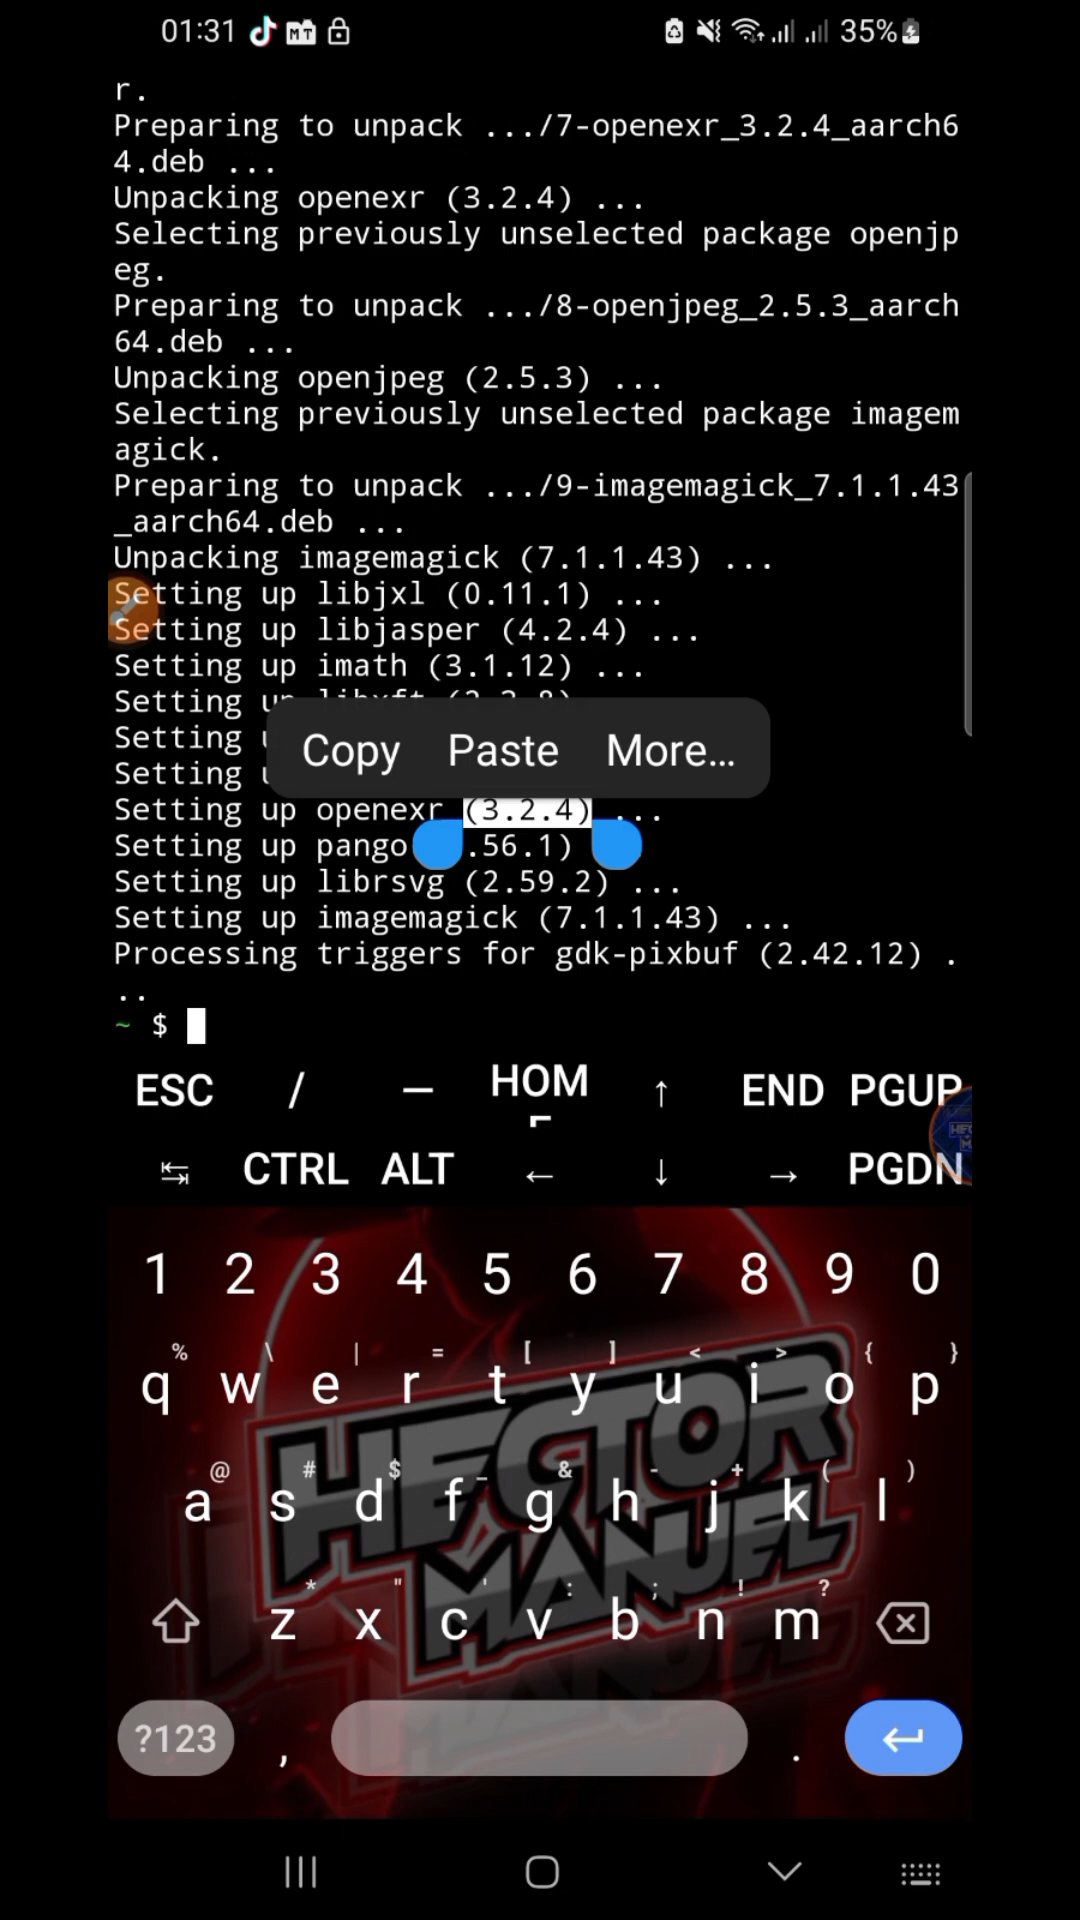 01:31 MT 35%
r.
Preparing to unpack .../7-openexr_3.2.4_aarch6
4.deb ...
Unpacking openexr (3.2.4) ...
Selecting previously unselected package openjp
eg.
Preparing to unpack .../8-openjpeg_2.5.3_aarch
64.deb ...
Unpacking openjpeg (2.5.3) ...
Selecting previously unselected package imagem
agick.
Preparing to unpack .../9-imagemagick_7.1.1.43
_aarch64.deb ...
Unpacking imagemagick (7.1.1.43) ...
Setting up libjxl (0.11.1) ...
Setting up libjasper (4.2.4) ...
Setting up imath (3.1.12) ...
Setting up
Setting
Copy Paste More...
Setting
Setting up openexr (3.2.4) ...
Setting up pango .56.1)
Setting up librsvg (2.59.2) ...
Setting up imagemagick (7.1.1.43) ...
Processing triggers for gdk-pixbuf (2.42.12) .
..
~ $
ESC / — HOM ↑ END PGUP
↹ CTRL ALT ← ↓ → PGDN
1 2 3 4 5 6 7 8 9 0
% \ | = [ ] < > { }
q w e r t y u i o p
@ # $ _ & - + ( )
a s d f g h j k l
* " ' : ; ! ?
z x c v b n m
?123 , .
HECTOR
MANUEL